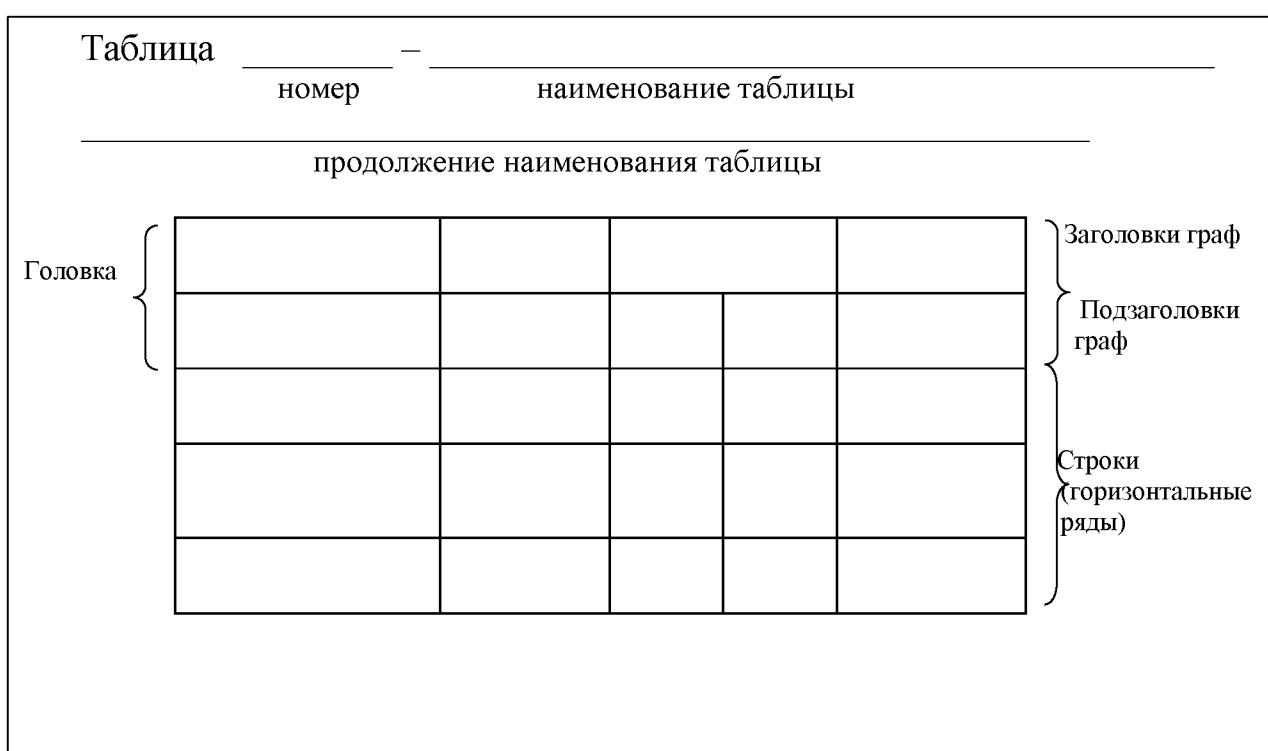 Таблица –
номер наименование таблицы
продолжение наименования таблицы
Заголовки граф
Головка
Подзаголовки
граф
Строки
(горизонтальные
ряды)